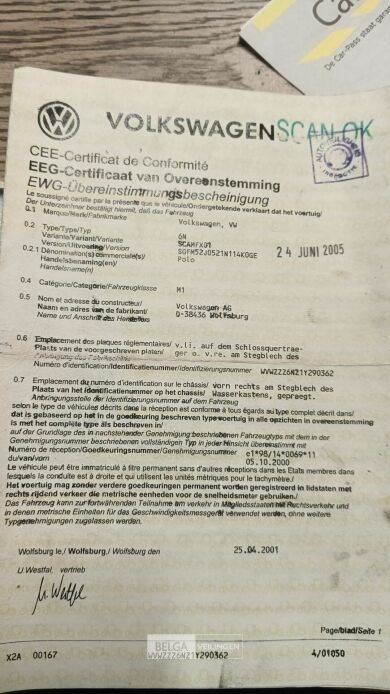 Ca
De Car-Pass staat garan
VOLKSWAGEN SCAN OK
CEE-Certificat de Conformité
EEG-Certificaat van Overeenstemming
EWG-Übereinstimmungsbescheinigung
Le soussigné certifie par la présente que le véhicule/Ondergetekende verklaart dat het voertuig/
Der Unterzeichner bestätigt hiermit, daß das Fahrzeug
0.1 Marque/Merk/Fabrikmarke Volkswagen, VW
0.2 Type/Type/Typ 6N
Variante/Variant/Variante SCAMFX01
Version/Uitvoering/Version SGFM52J0521N114K0GE
24 JUNI 2005
0.2.1 Dénomination(s) commerciale(s) Polo
Handelsbenaming(en)/
Handelsname(n)
0.4 Catégorie/Categorie/Fahrzeugklasse M1
0.5 Nom et adresse du constructeur/ Volkswagen AG
Naam en adres van de fabrikant/ D-38436 Wolfsburg
Name und Anschrift des Herstellers
0.6 Emplacement des plaques réglementaires/ v.li. auf dem Schlossquertrae-
Plaats van de voorgeschreven platen/ ger o. v.re. am Stegblech des
Numéro d'identification/Identificatienummer/Identifizierungsnummer WVWZZZ6NZ1Y290362
0.7 Emplacement du numéro d'identification sur le châssis/ vorn rechts am Stegblech des
Plaats van het identificatienummer op het chassis/ Wasserkastens, gepraegt.
Anbringungsstelle der Identifizierungsnummer auf dem Fahrzeug
selon le type de véhicules décrits dans la réception est conforme à tous égards au type complet décrit dans/
dat is gebaseerd op het in de goedkeuring beschreven type voertuig in alle opzichten in overeenstemming
is met het complete type als beschreven in/
auf der Grundlage des in nachstehender Genehmigung beschriebenen Fahrzeugtyps mit dem in der
Genehmigungsnummer beschriebenen vollständigen Typ in jeder Hinsicht übereinstimmt mit
Numéro de réception/Goedkeuringsnummer/Genehmigungsnummer e1*98/14*0069*11
du/van/vom 05.10.2000
Le véhicule peut être immatriculé à titre permanent sans d'autres réceptions dans les Etats membres dans
lesquels la conduite est à droite et qui utilisent les unités métriques pour le tachymètre./
Het voertuig mag zonder verdere goedkeuringen permanent worden geregistreerd in lidstaten met
rechts rijdend verkeer die metrische eenheden voor de snelheidsmeter gebruiken./
Das Fahrzeug kann zur fortwährenden Teilnahme am verkehr in Mitgliedsstaaten mit Rechtsverkehr und
in denen metrische Einheiten für das Geschwindigkeitsmessgerät verwendet werden, ohne weitere
Typgenehmigungen zugelassen werden.
Wolfsburg le,/ Wolfsburg,/ Wolfsburg den 25.04.2001
U.Westfal, vertrieb
Page/blad/Seite 1
BELGA VEILINGEN
X2A 00167 WVWZZZ6NZ1Y290362 4/01050